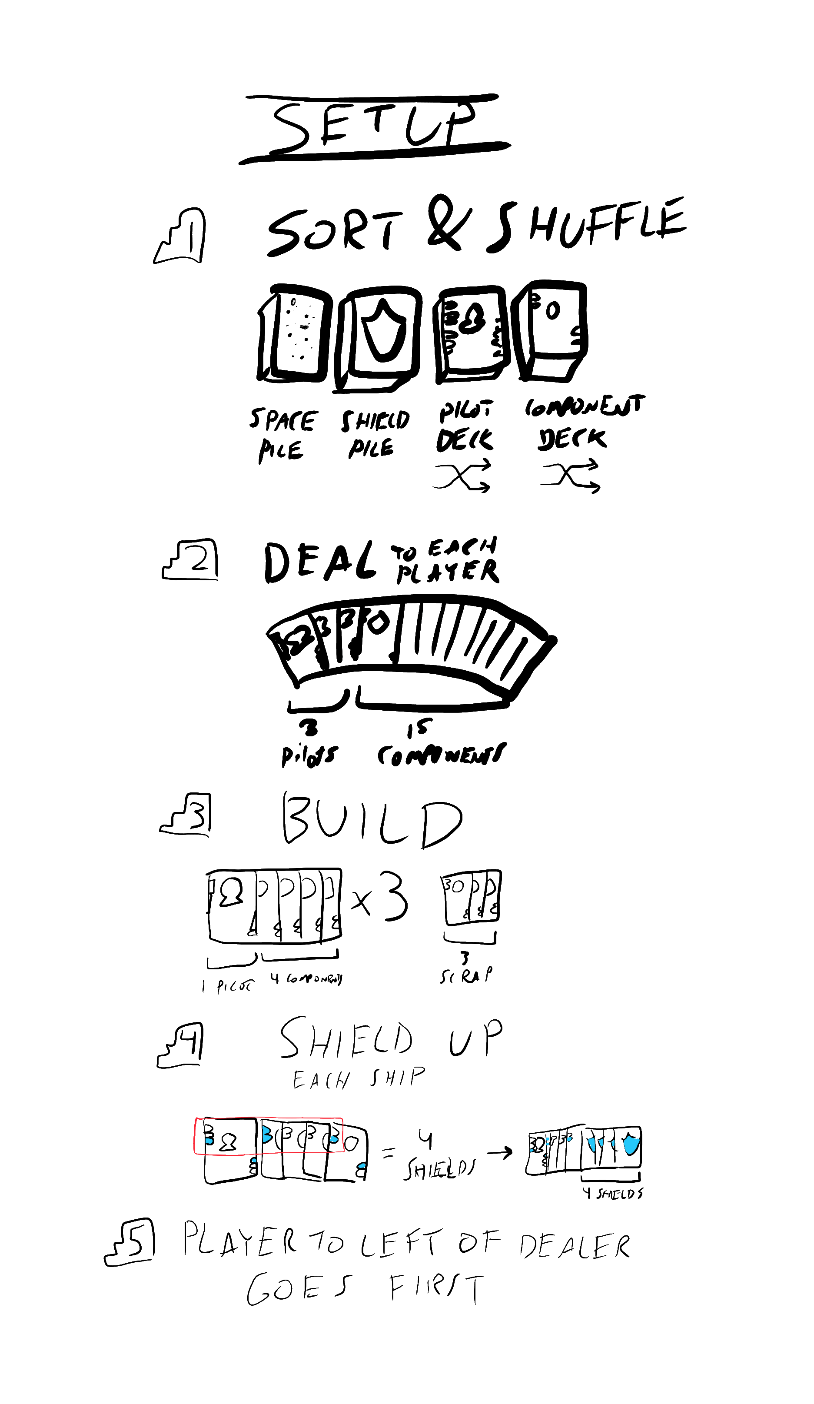 SETUP
1 SORT & SHUFFLE
SPACE PILE
SHIELD PILE
PILOT DECK
COMPONENT DECK
2 DEAL TO EACH PLAYER
3 PILOTS
15 COMPONENTS
3 BUILD
x3
1 PILOT
4 COMPONENTS
3 SCRAP
4 SHIELD UP
EACH SHIP
= 4 SHIELDS →
4 SHIELDS
5 PLAYER TO LEFT OF DEALER
GOES FIRST